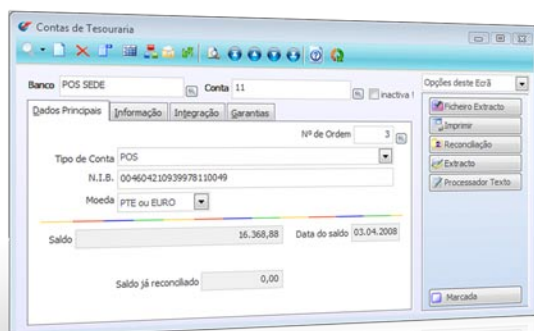 Contas de Tesouraria
Banco POS SEDE Conta 11 inactiva !
Opções deste Ecrã
Dados Principais Informação Integração Garantias
Ficheiro Extracto
Imprimir
Reconciliação
Extracto
Processador Texto
Nº de Ordem 3
Tipo de Conta POS
N.I.B. 004604210939978110049
Moeda PTE ou EURO
Saldo 16.368,88 Data do saldo 03.04.2008
Saldo já reconciliado 0,00
Marcada